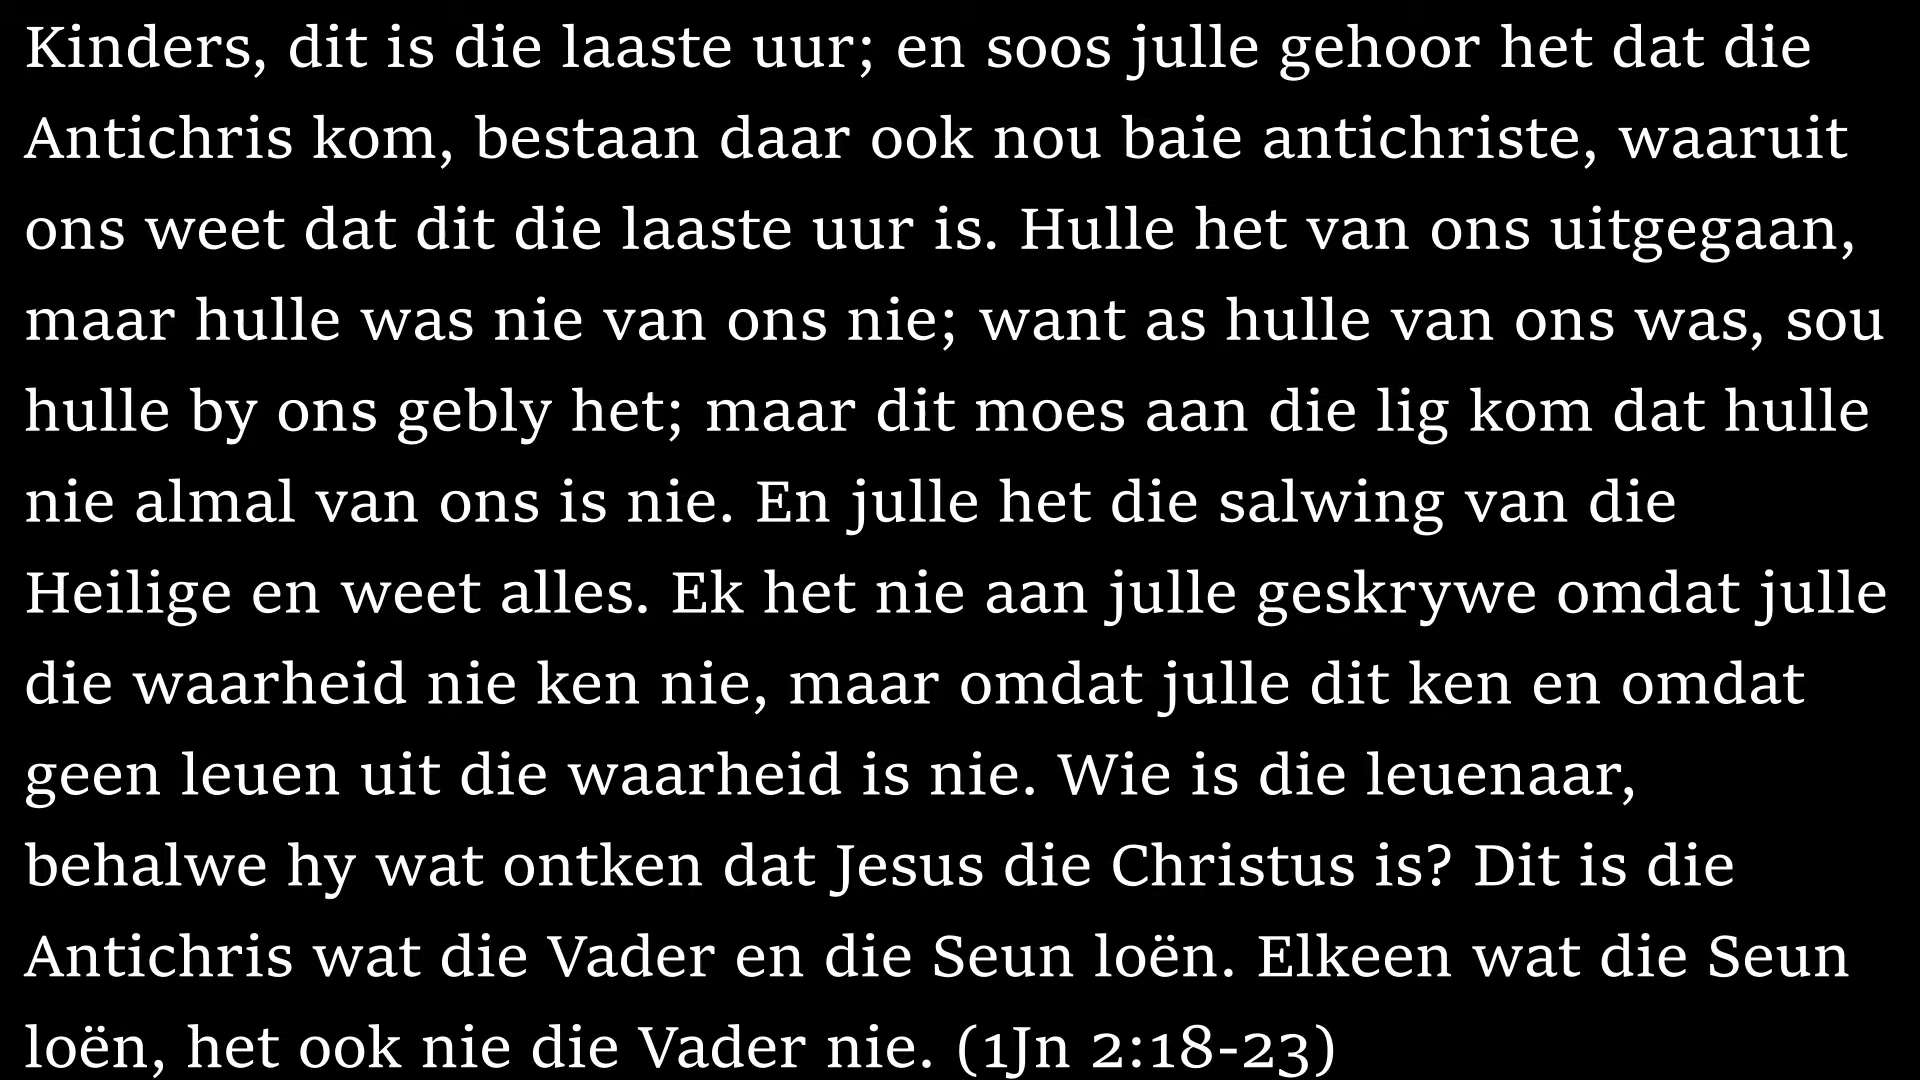 Kinders, dit is die laaste uur; en soos julle gehoor het dat die
Antichris kom, bestaan daar ook nou baie antichriste, waaruit
ons weet dat dit die laaste uur is. Hulle het van ons uitgegaan,
maar hulle was nie van ons nie; want as hulle van ons was, sou
hulle by ons gebly het; maar dit moes aan die lig kom dat hulle
nie almal van ons is nie. En julle het die salwing van die
Heilige en weet alles. Ek het nie aan julle geskrywe omdat julle
die waarheid nie ken nie, maar omdat julle dit ken en omdat
geen leuen uit die waarheid is nie. Wie is die leuenaar,
behalwe hy wat ontken dat Jesus die Christus is? Dit is die
Antichris wat die Vader en die Seun loën. Elkeen wat die Seun
loën, het ook nie die Vader nie. (1Jn 2:18-23)